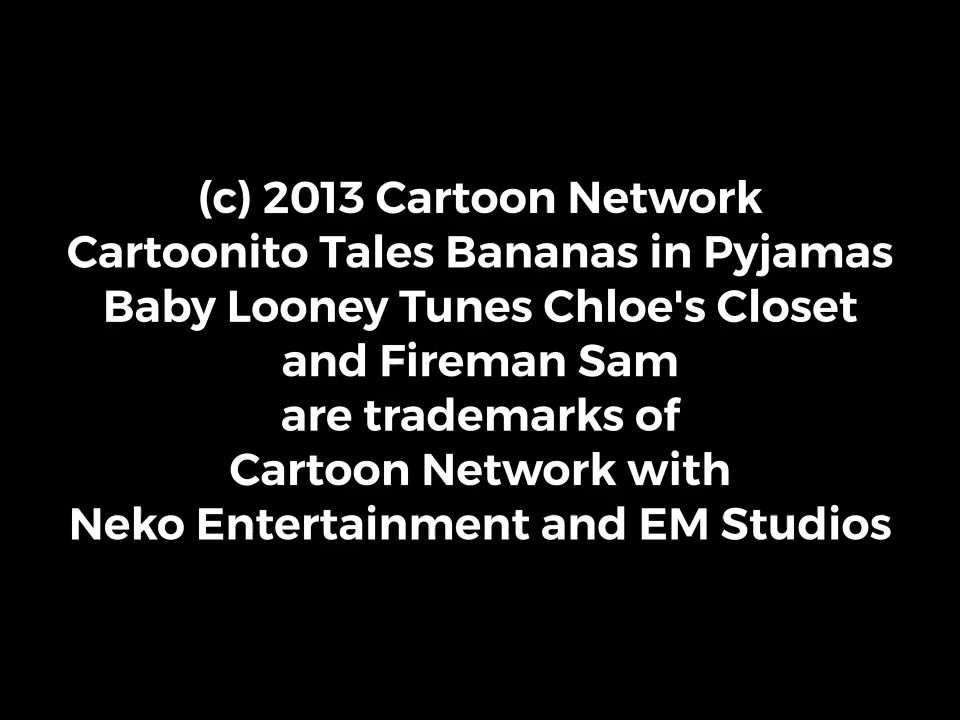 (c) 2013 Cartoon Network
Cartoonito Tales Bananas in Pyjamas
Baby Looney Tunes Chloe's Closet
and Fireman Sam
are trademarks of
Cartoon Network with
Neko Entertainment and EM Studios